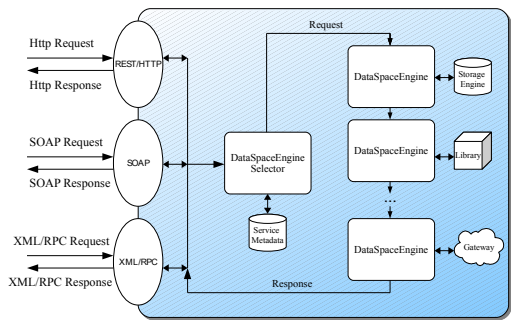 Http Request
Http Response
REST/HTTP
SOAP Request
SOAP Response
SOAP
XML/RPC Request
XML/RPC Response
XML/RPC
Request
DataSpaceEngine
Selector
Service
Metadata
DataSpaceEngine
Storage
Engine
DataSpaceEngine
Library
...
DataSpaceEngine
Gateway
Response